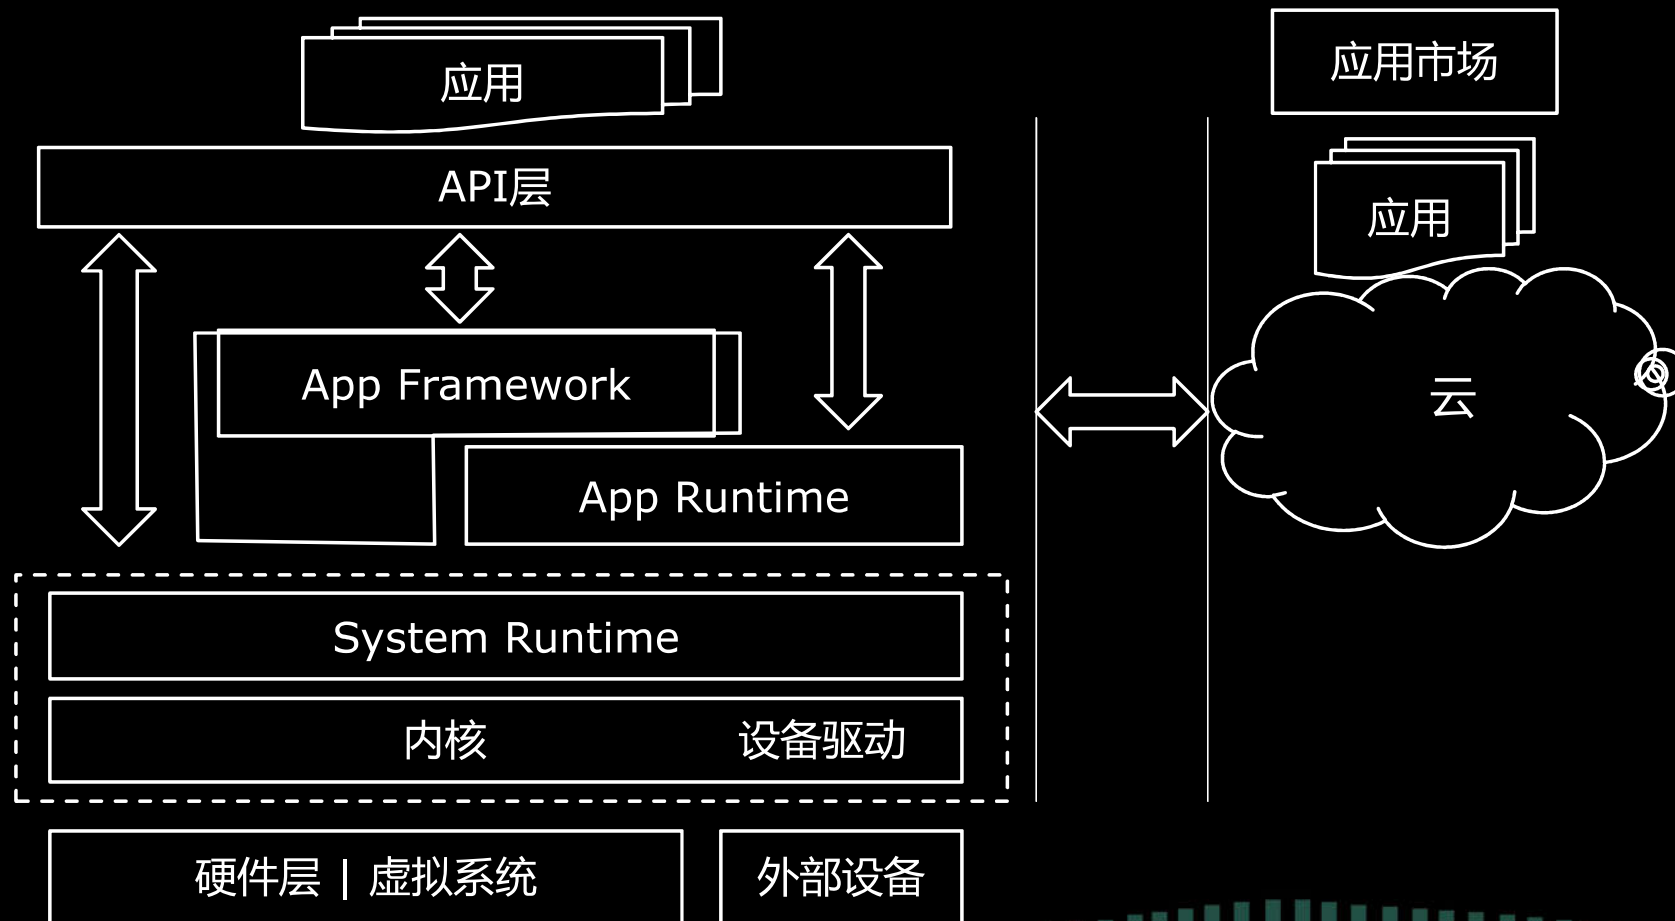 应用
API层
App Framework
App Runtime
System Runtime
内核 设备驱动
硬件层 | 虚拟系统
外部设备
应用市场
应用
云